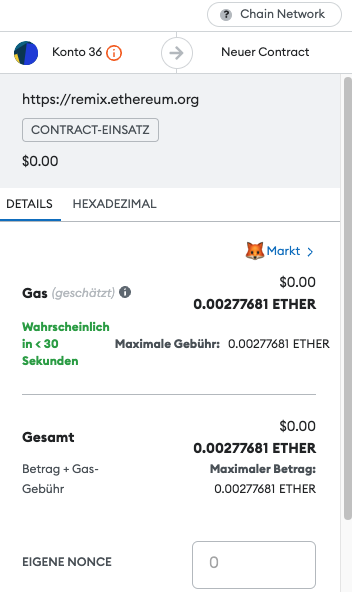 Chain Network
Konto 36
Neuer Contract
https://remix.ethereum.org
CONTRACT-EINSATZ
$0.00
DETAILS
HEXADEZIMAL
Markt
$0.00
Gas (geschätzt)
0.00277681 ETHER
Wahrscheinlich
in < 30
Sekunden
Maximale Gebühr: 0.00277681 ETHER
$0.00
Gesamt
0.00277681 ETHER
Betrag + Gas-
Gebühr
Maximaler Betrag:
0.00277681 ETHER
EIGENE NONCE
0